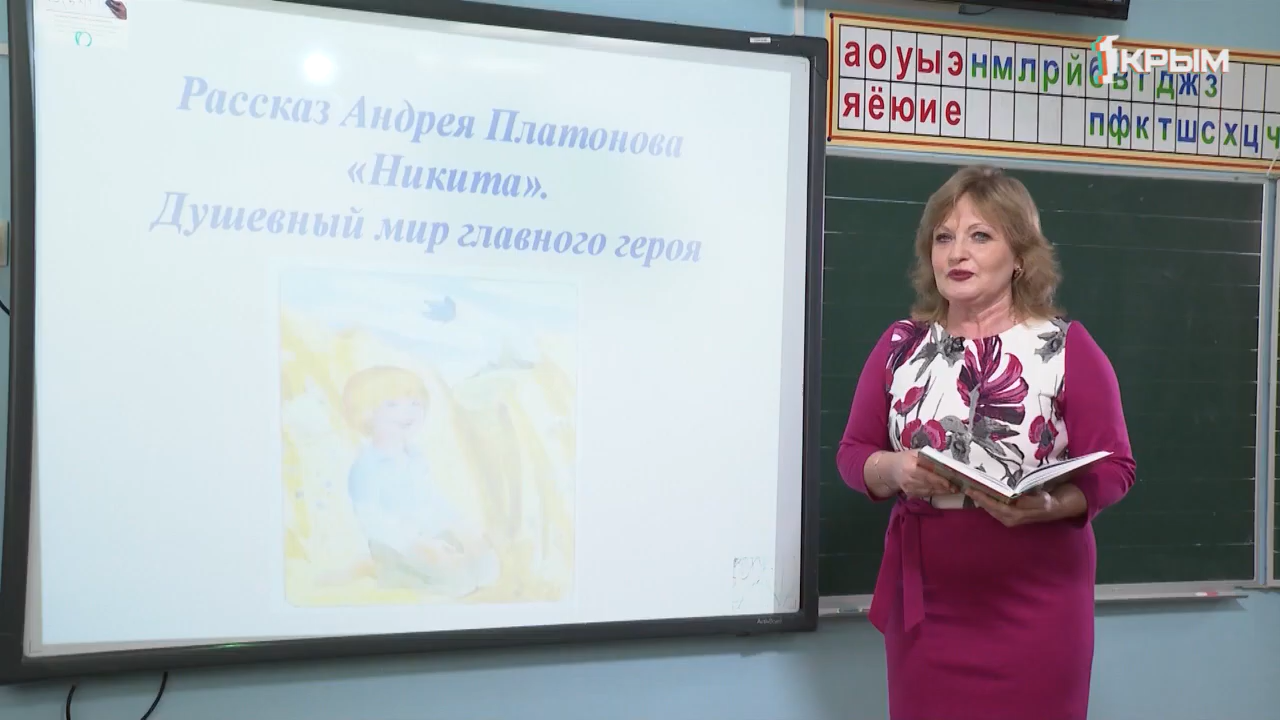 Рассказ Андрея Платонова
«Никита».
Душевный мир главного героя
а о у ы э н м л р й б в г д ж з
я ё ю и е п ф к т ш с х ц ч
1КРЫМ